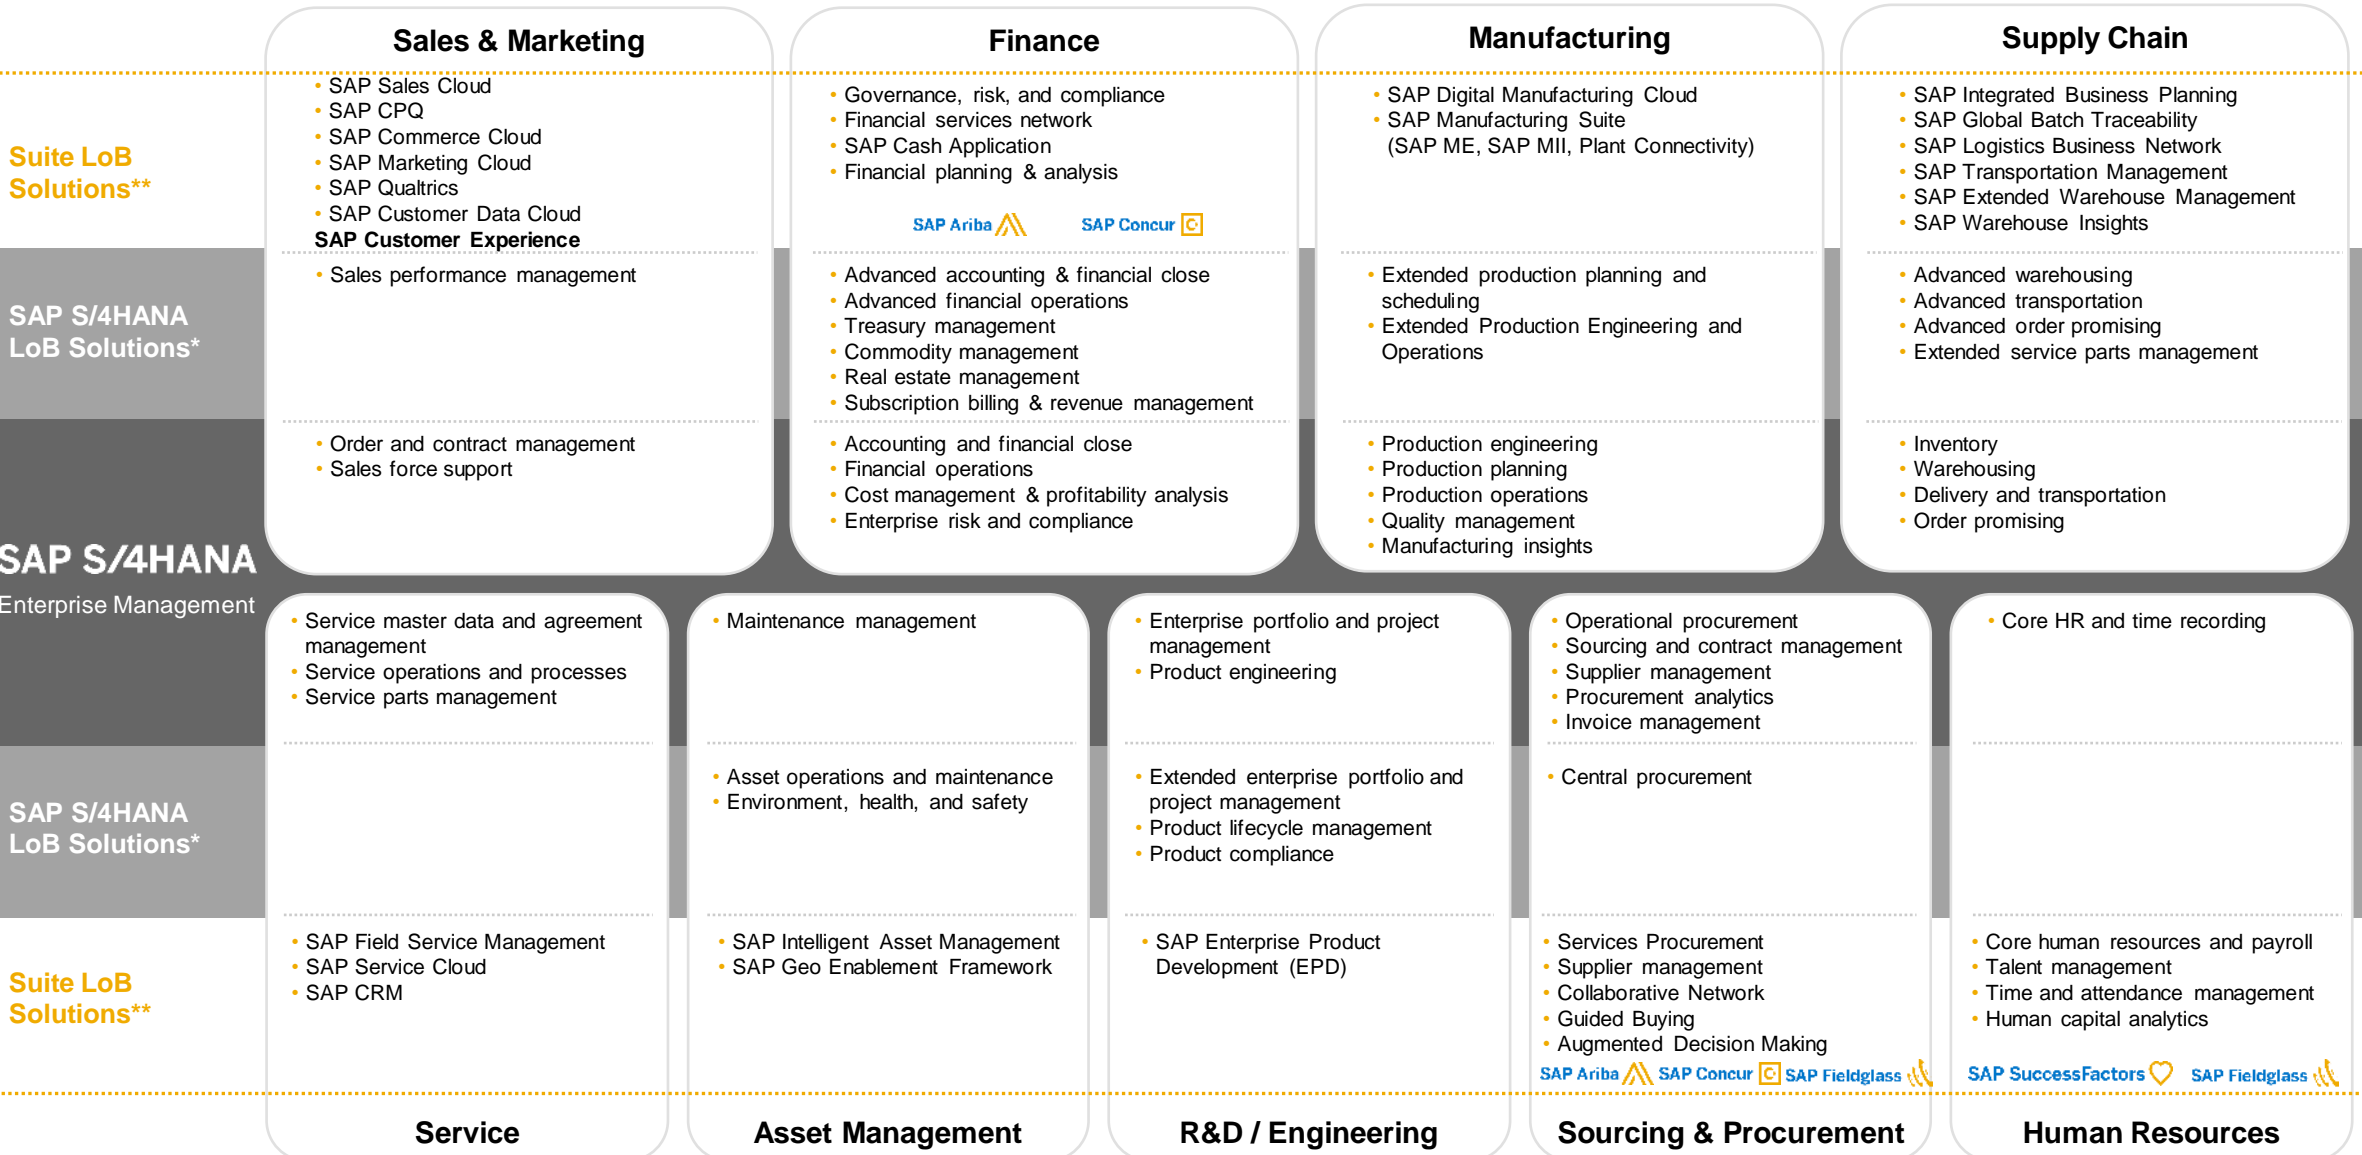 Sales & Marketing
Finance
Manufacturing
Supply Chain
Suite LoB
Solutions**
• SAP Sales Cloud
• SAP CPQ
• SAP Commerce Cloud
• SAP Marketing Cloud
• SAP Qualtrics
• SAP Customer Data Cloud
SAP Customer Experience
• Governance, risk, and compliance
• Financial services network
• SAP Cash Application
• Financial planning & analysis
SAP Ariba
SAP Concur
• SAP Digital Manufacturing Cloud
• SAP Manufacturing Suite
(SAP ME, SAP MII, Plant Connectivity)
• SAP Integrated Business Planning
• SAP Global Batch Traceability
• SAP Logistics Business Network
• SAP Transportation Management
• SAP Extended Warehouse Management
• SAP Warehouse Insights
SAP S/4HANA
LoB Solutions*
• Sales performance management
• Advanced accounting & financial close
• Advanced financial operations
• Treasury management
• Commodity management
• Real estate management
• Subscription billing & revenue management
• Extended production planning and
scheduling
• Extended Production Engineering and
Operations
• Advanced warehousing
• Advanced transportation
• Advanced order promising
• Extended service parts management
SAP S/4HANA
Enterprise Management
• Order and contract management
• Sales force support
• Accounting and financial close
• Financial operations
• Cost management & profitability analysis
• Enterprise risk and compliance
• Production engineering
• Production planning
• Production operations
• Quality management
• Manufacturing insights
• Inventory
• Warehousing
• Delivery and transportation
• Order promising
• Service master data and agreement
management
• Service operations and processes
• Service parts management
• Maintenance management
• Enterprise portfolio and project
management
• Product engineering
• Operational procurement
• Sourcing and contract management
• Supplier management
• Procurement analytics
• Invoice management
• Core HR and time recording
SAP S/4HANA
LoB Solutions*
• Asset operations and maintenance
• Environment, health, and safety
• Extended enterprise portfolio and
project management
• Product lifecycle management
• Product compliance
• Central procurement
Suite LoB
Solutions**
• SAP Field Service Management
• SAP Service Cloud
• SAP CRM
• SAP Intelligent Asset Management
• SAP Geo Enablement Framework
• SAP Enterprise Product
Development (EPD)
• Services Procurement
• Supplier management
• Collaborative Network
• Guided Buying
• Augmented Decision Making
SAP Ariba
SAP Concur
SAP Fieldglass
• Core human resources and payroll
• Talent management
• Time and attendance management
• Human capital analytics
SAP SuccessFactors
SAP Fieldglass
Service
Asset Management
R&D / Engineering
Sourcing & Procurement
Human Resources